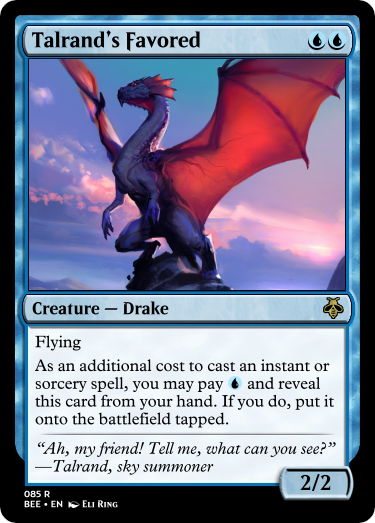 Talrand's Favored
Creature — Drake
Flying
As an additional cost to cast an instant or
sorcery spell, you may pay and reveal
this card from your hand. If you do, put it
onto the battlefield tapped.
“Ah, my friend! Tell me, what can you see?”
—Talrand, sky summoner
2/2
085 R
BEE • EN Eli Ring